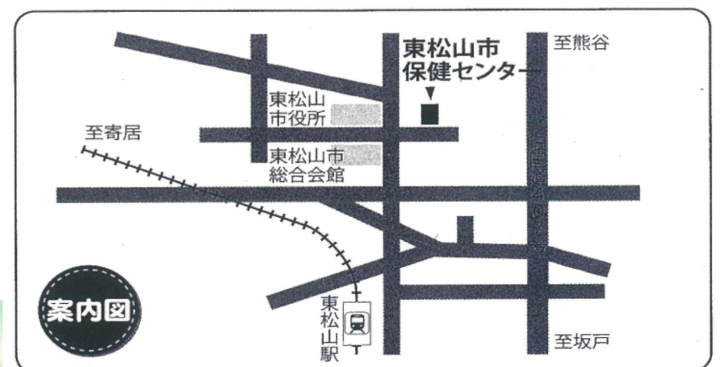 東松山市
保健センター
至熊谷
東松山
市役所
至寄居
東松山市
総合会館
案内図
東松山駅
至坂戸